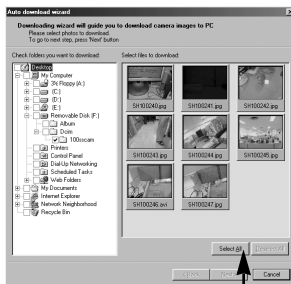 Auto download wizard
Downloading wizard will guide you to download camera images to PC
Please select photos to download.
To go to next step, press 'Next' button
Check folders you want to download:
Select files to download:
Desktop
My Computer
3½ Floppy (A:)
(C:)
(D:)
(E:)
Removable Disk (F:)
Album
Dcim
100sscam
Printers
Control Panel
Dial-Up Networking
Scheduled Tasks
Web Folders
My Documents
Internet Explorer
Network Neighborhood
Recycle Bin
SH100240.jpg
SH100241.jpg
SH100242.jpg
SH100243.jpg
SH100244.jpg
SH100245.jpg
SH100246.avi
SH100247.jpg
Select All
Deselect All
< Back
Next >
Cancel